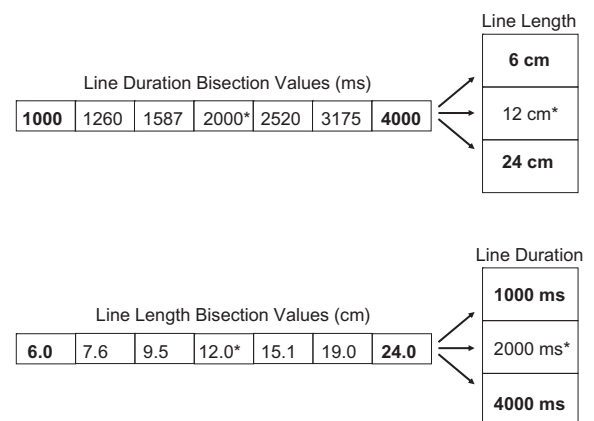 Line Length
6 cm
Line Duration Bisection Values (ms)
1000 1260 1587 2000* 2520 3175 4000
12 cm*
24 cm
Line Duration
1000 ms
Line Length Bisection Values (cm)
6.0 7.6 9.5 12.0* 15.1 19.0 24.0
2000 ms*
4000 ms